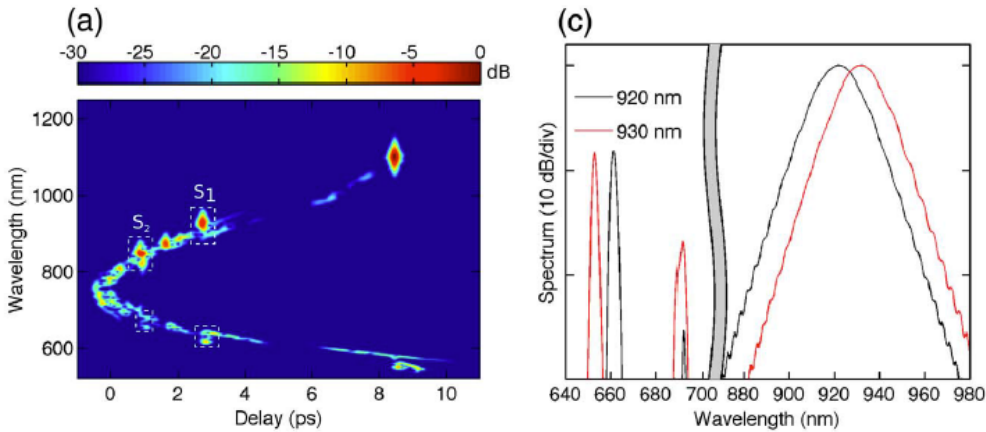 (a)
-30 -25 -20 -15 -10 -5 0
dB
1200
1000
800
600
Wavelength (nm)
S1
S2
0 2 4 6 8 10
Delay (ps)
(c)
920 nm
930 nm
Spectrum (10 dB/div)
640 660 680 700 880 900 920 940 960 980
Wavelength (nm)